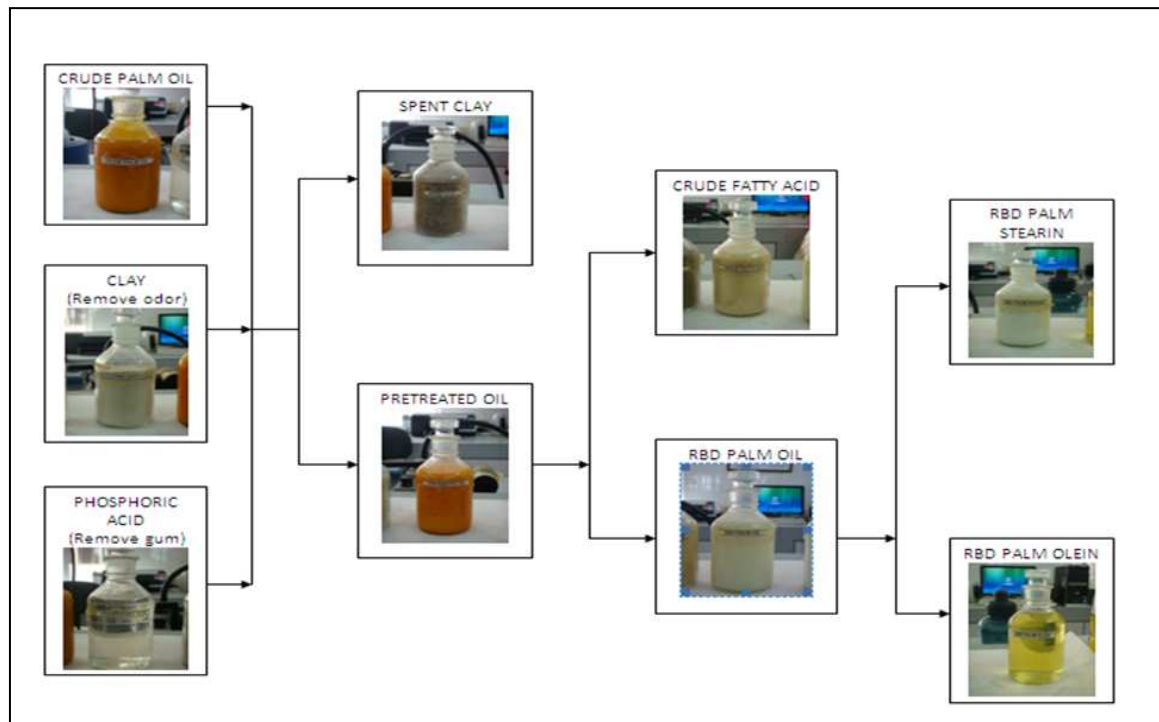 CRUDE PALM OIL
CLAY
(Remove odor)
PHOSPHORIC
ACID
(Remove gum)
SPENT CLAY
PRETREATED OIL
CRUDE FATTY ACID
RBD PALM OIL
RBD PALM
STEARIN
RBD PALM OLEIN